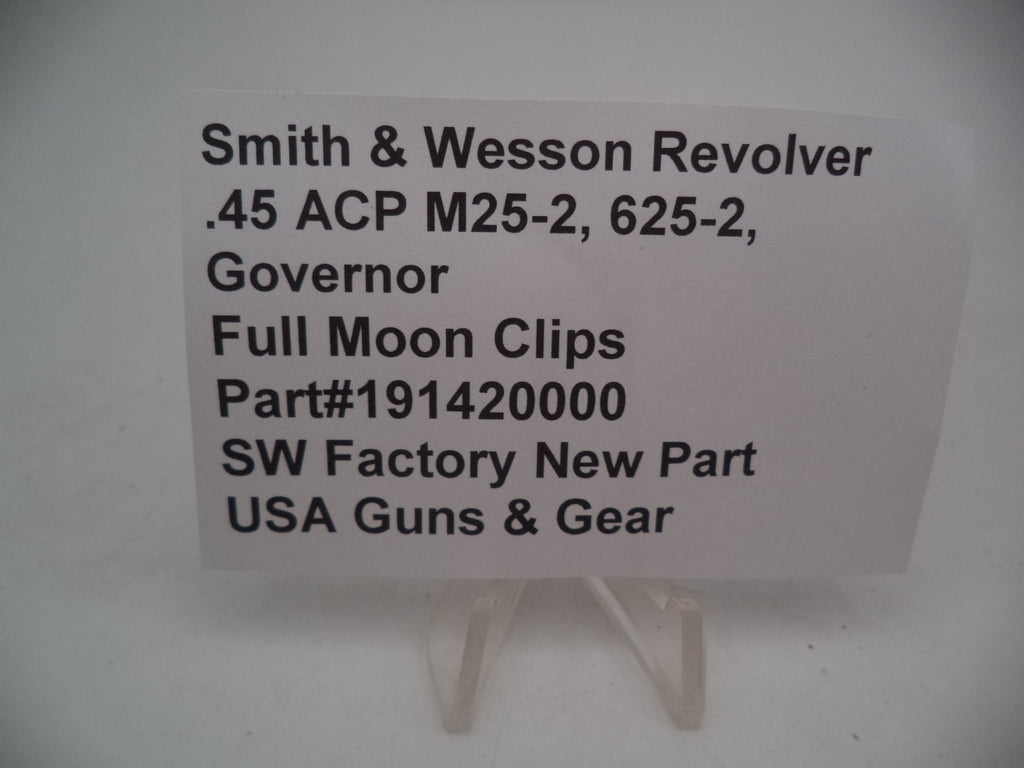 Smith & Wesson Revolver
.45 ACP M25-2, 625-2,
Governor
Full Moon Clips
Part#191420000
SW Factory New Part
USA Guns & Gear